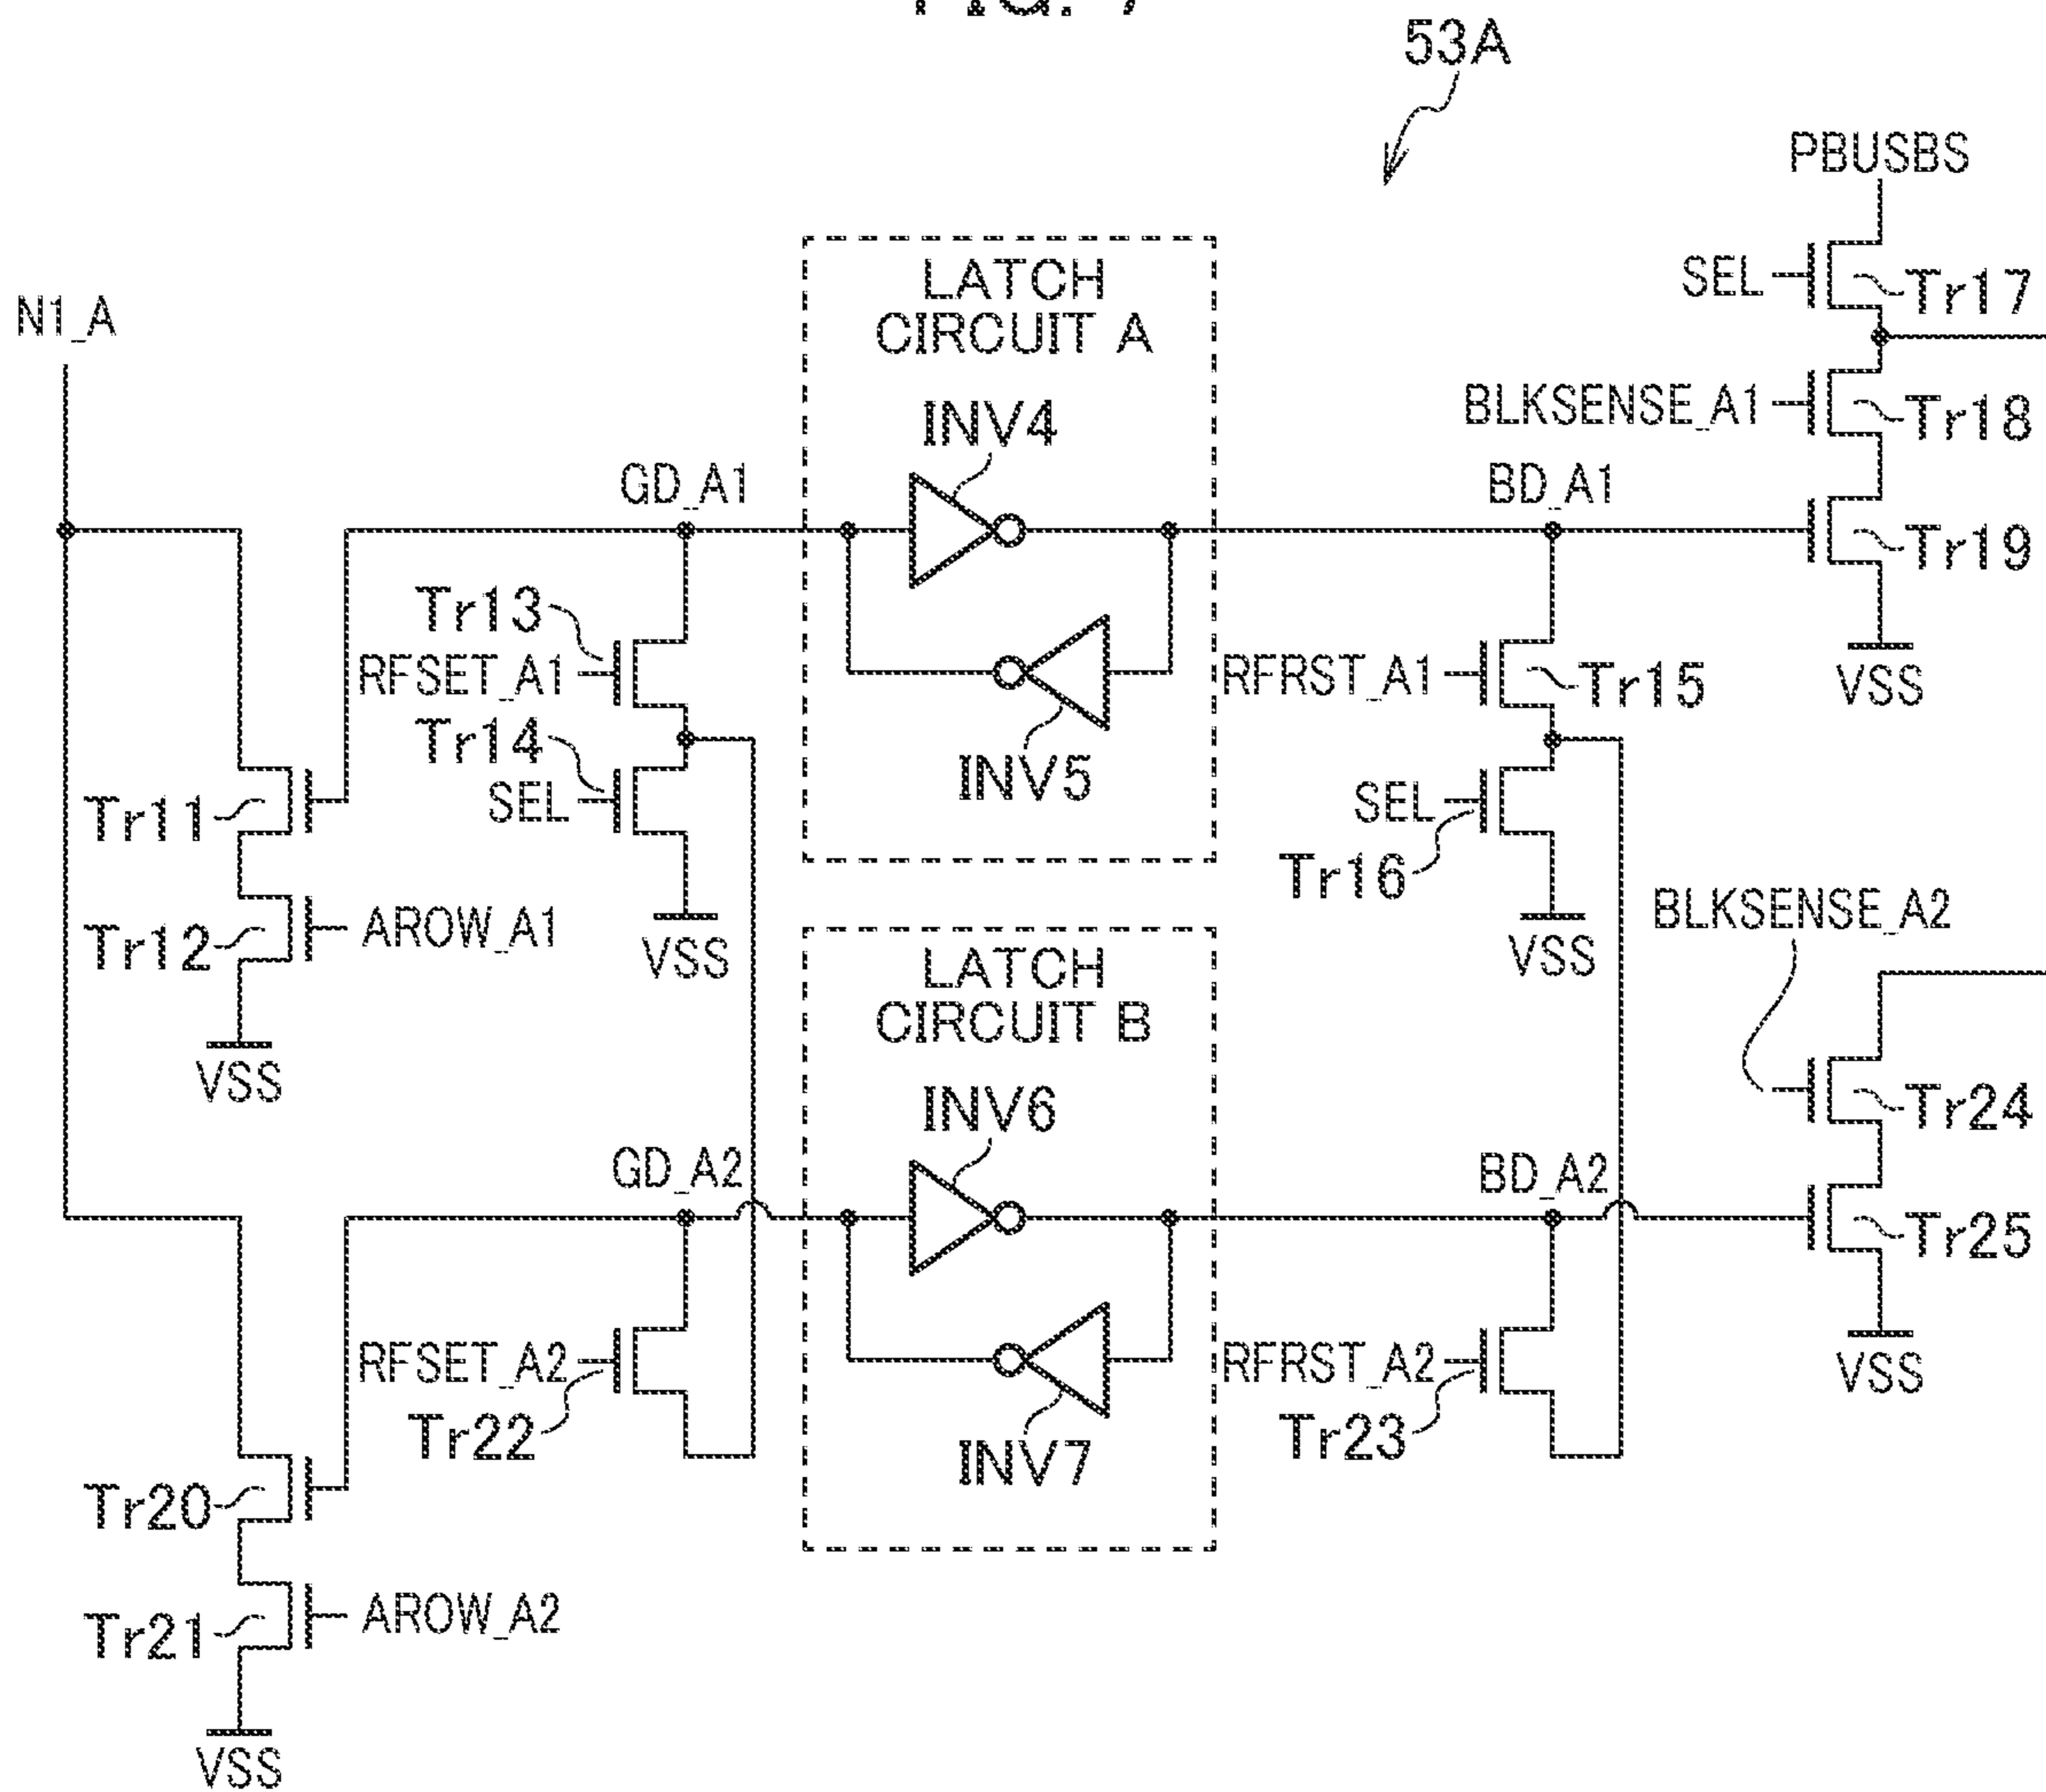 FIG. 7
53A
PBUSBS
SEL
Tr17
N1_A
LATCH
CIRCUIT A
INV4
BLKSENSE_A1
Tr18
GD_A1
BD_A1
Tr19
Tr13
RFSET_A1
RFRST_A1
Tr15
VSS
Tr14
SEL
INV5
SEL
Tr16
Tr11
Tr12
AROW_A1
VSS
VSS
VSS
BLKSENSE_A2
LATCH
CIRCUIT B
INV6
Tr24
GD_A2
BD_A2
Tr25
RFSET_A2
Tr22
RFRST_A2
Tr23
VSS
INV7
Tr20
Tr21
AROW_A2
VSS